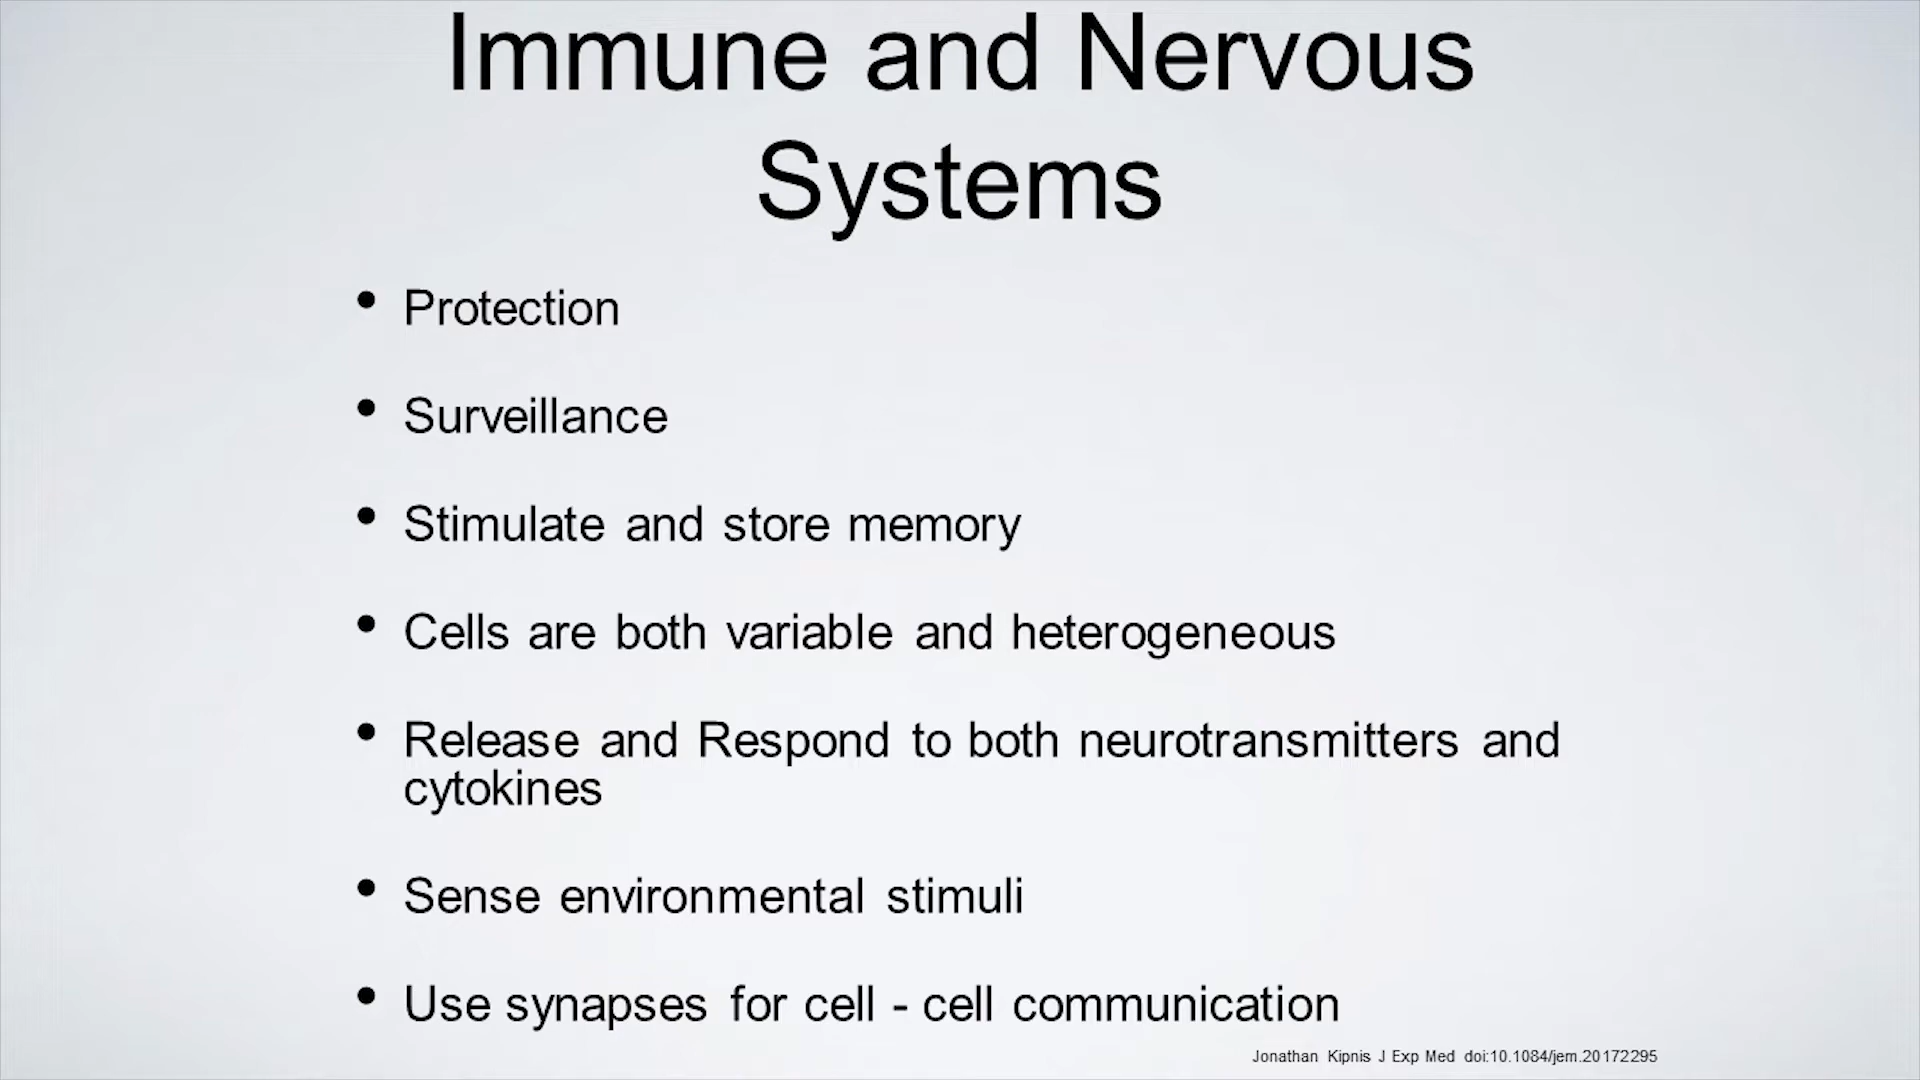 Immune and Nervous
Systems
• Protection
• Surveillance
• Stimulate and store memory
• Cells are both variable and heterogeneous
• Release and Respond to both neurotransmitters and
cytokines
• Sense environmental stimuli
• Use synapses for cell - cell communication
Jonathan Kipnis J Exp Med doi:10.1084/jem.20172295